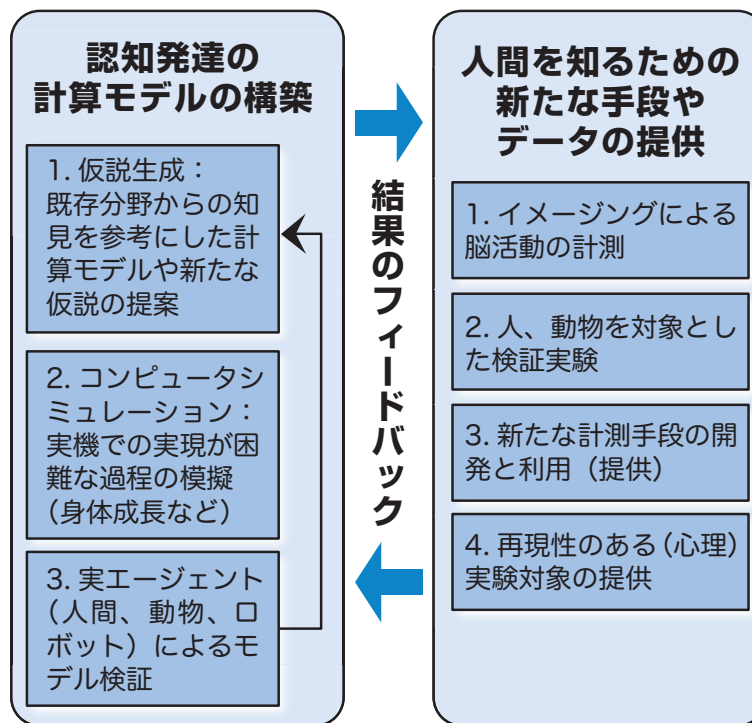 認知発達の
計算モデルの構築
1. 仮説生成：
既存分野からの知
見を参考にした計
算モデルや新たな
仮説の提案
2. コンピュータシ
ミュレーション：
実機での実現が困
難な過程の模擬
（身体成長など）
3. 実エージェント
（人間、動物、ロ
ボット）によるモ
デル検証
結果のフィードバック
人間を知るための
新たな手段や
データの提供
1. イメージングによる
脳活動の計測
2. 人、動物を対象とし
た検証実験
3. 新たな計測手段の開
発と利用（提供）
4. 再現性のある（心理）
実験対象の提供